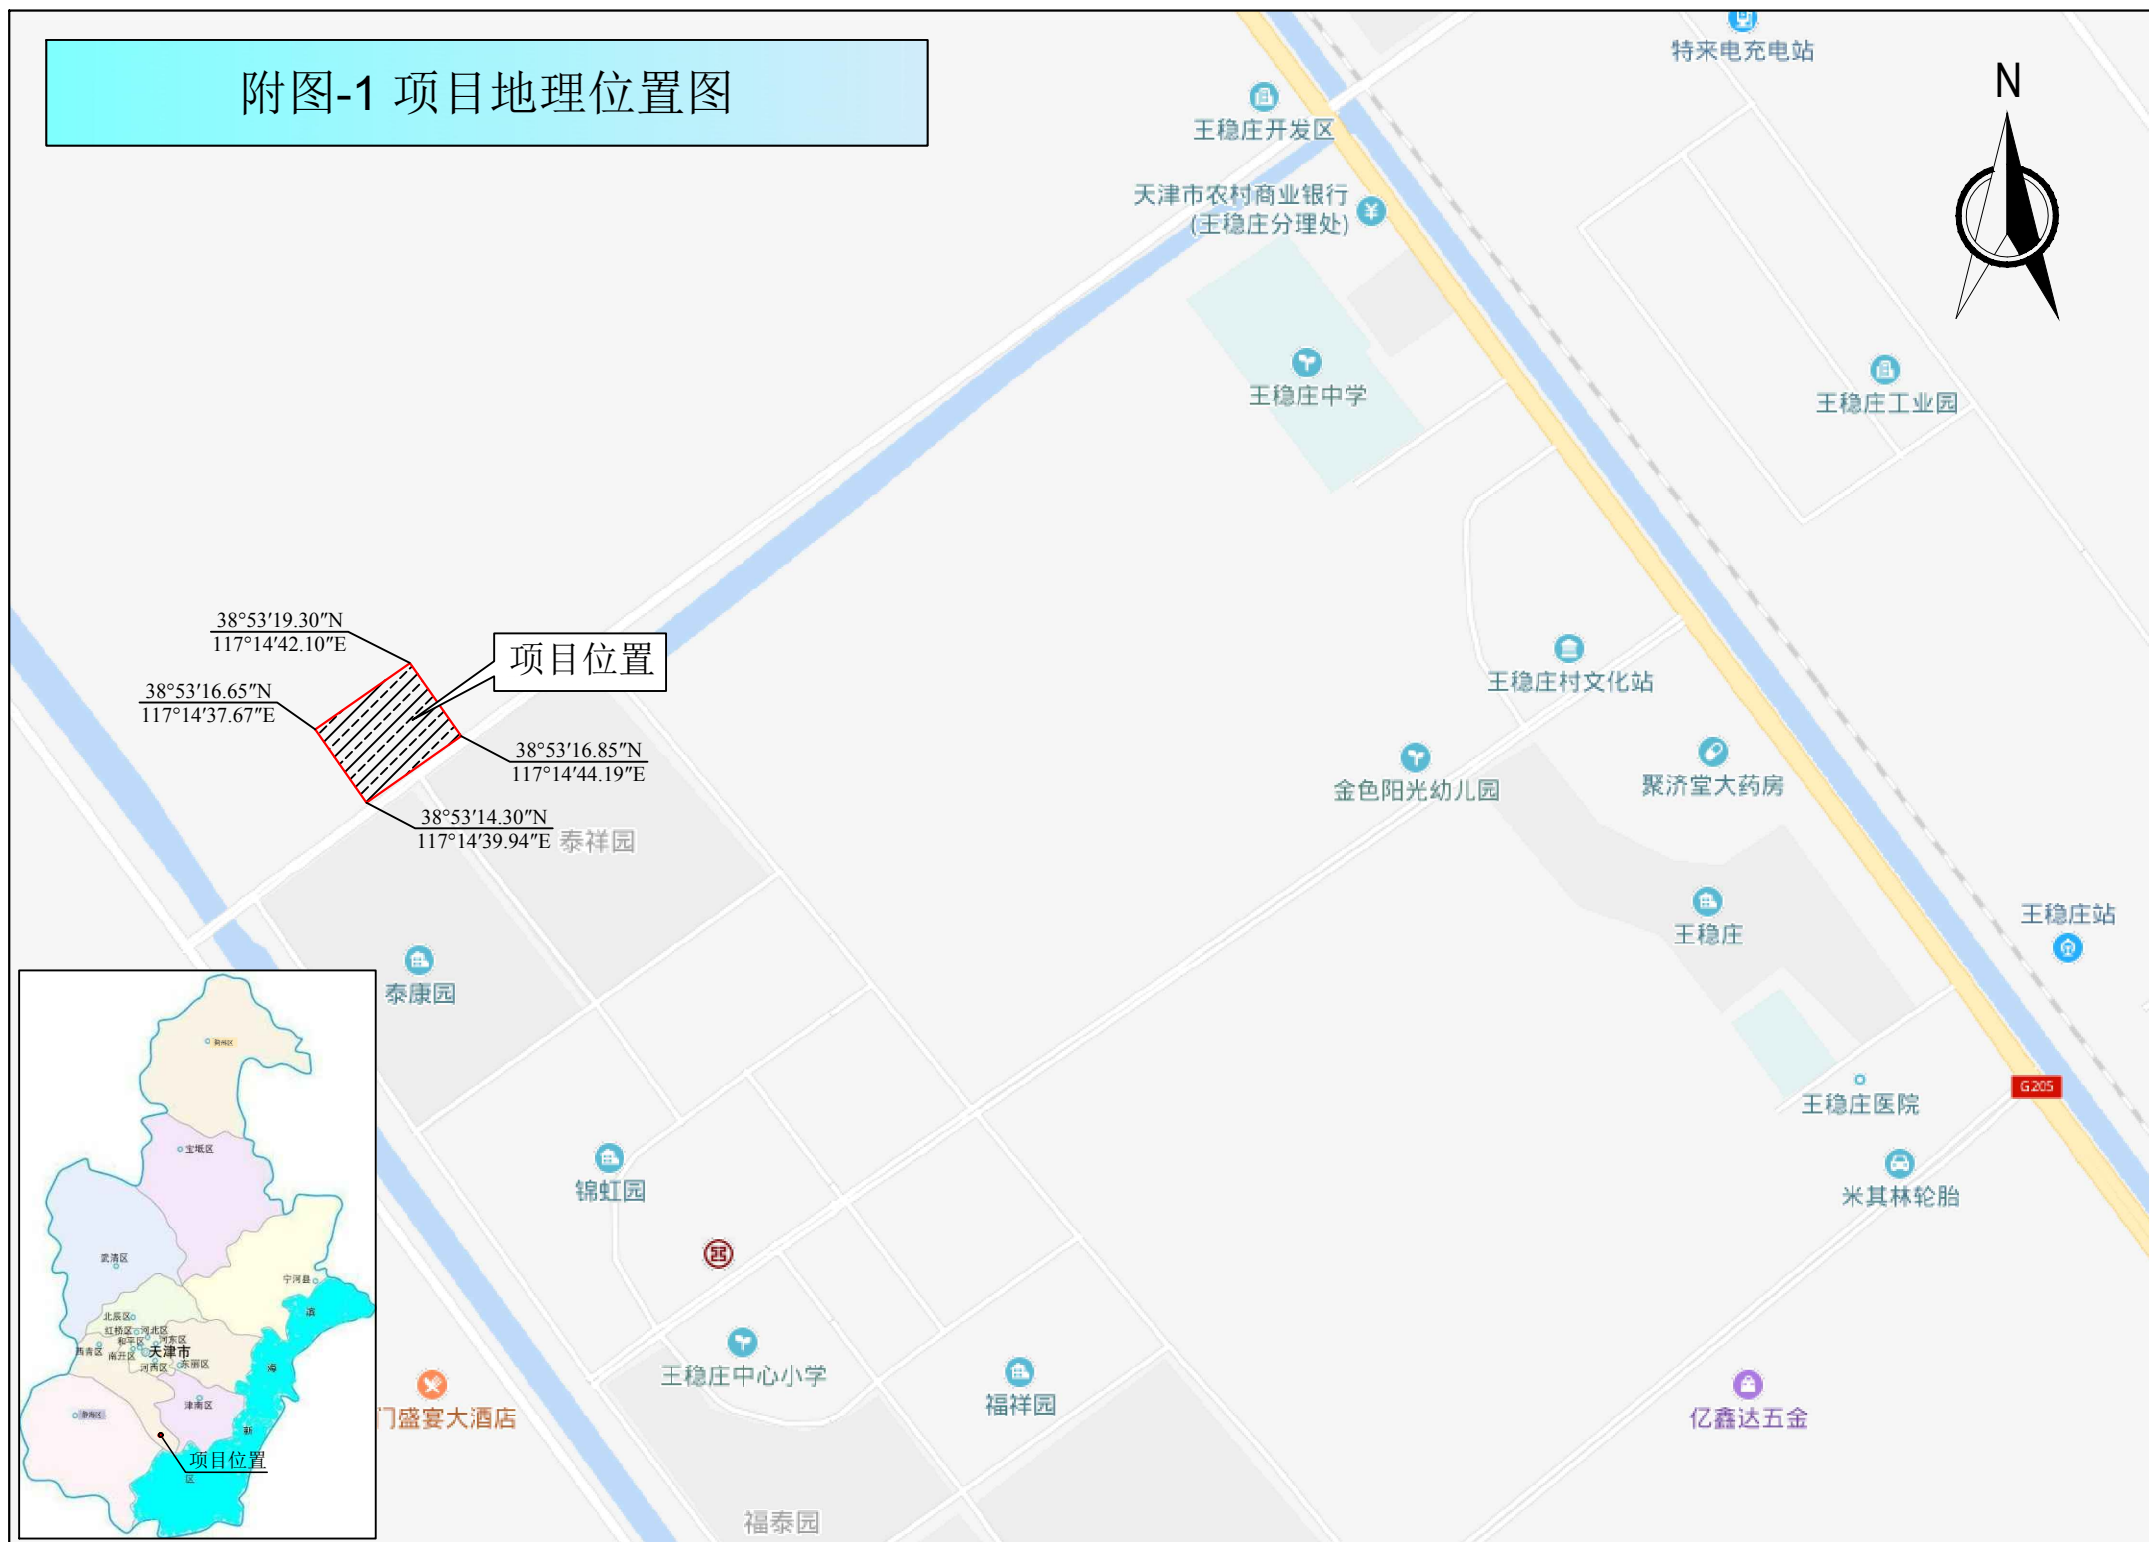 附图-1 项目地理位置图
特来电充电站
N
王稳庄开发区
天津市农村商业银行
(王稳庄分理处)
王稳庄中学
王稳庄工业园
38°53′19.30″N
117°14′42.10″E
项目位置
38°53′16.65″N
117°14′37.67″E
38°53′16.85″N
117°14′44.19″E
38°53′14.30″N
117°14′39.94″E
泰祥园
王稳庄村文化站
金色阳光幼儿园
聚济堂大药房
王稳庄
王稳庄站
泰康园
G205
王稳庄医院
米其林轮胎
锦虹园
王稳庄中心小学
福祥园
门盛宴大酒店
亿鑫达五金
福泰园
宝坻区
武清区
宁河县
北辰区
红桥区
河北区
和平区
河东区
西青区
南开区
天津市
河西区
东丽区
津南区
静海区
滨
海
新
区
项目位置